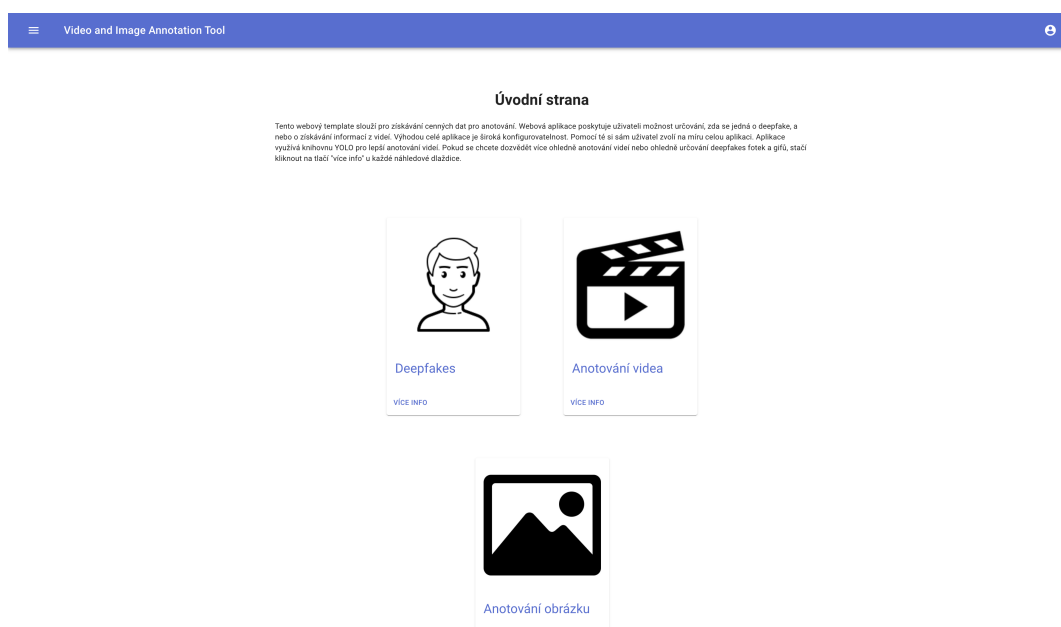 Video and Image Annotation Tool
Úvodní strana
Tento webový template slouží pro získávání cenných dat pro anotování. Webová aplikace poskytuje uživateli možnost určování, zda se jedná o deepfake, a
nebo o získávání informací z videí. Výhodou celé aplikace je široká konfigurovatelnost. Pomocí té si sám uživatel zvolí na míru celou aplikaci. Aplikace
využívá knihovnu YOLO pro lepší anotování videí. Pokud se chcete dozvědět více ohledně anotování videí nebo ohledně určování deepfakes fotek a gifů, stačí
kliknout na tlačí "více info" u každé náhledové dlaždice.
Deepfakes
VÍCE INFO
Anotování videa
VÍCE INFO
Anotování obrázku